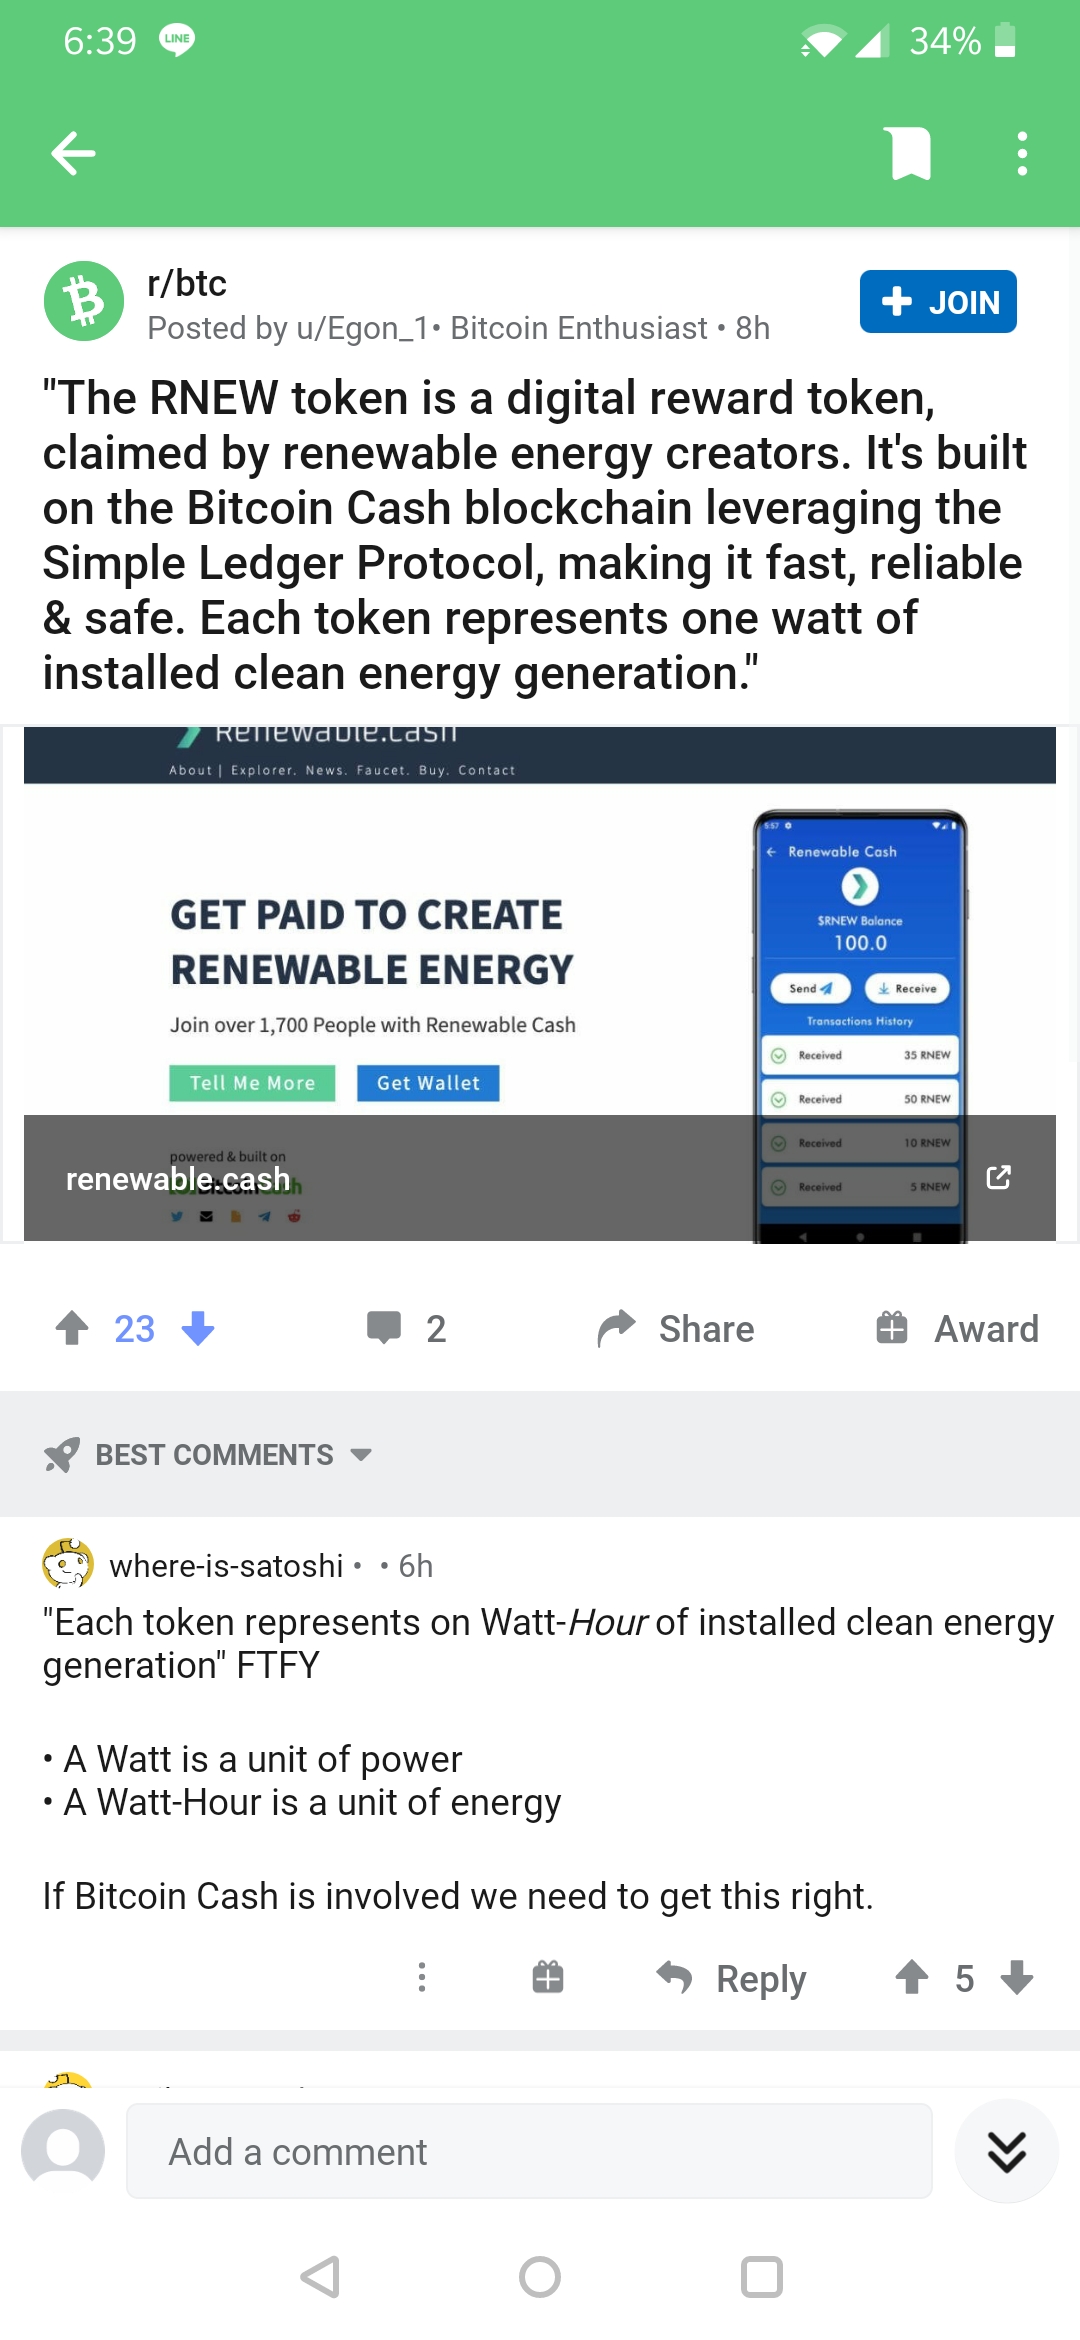 6:39 LINE 34%
r/btc
Posted by u/Egon_1• Bitcoin Enthusiast • 8h
JOIN
"The RNEW token is a digital reward token,
claimed by renewable energy creators. It's built
on the Bitcoin Cash blockchain leveraging the
Simple Ledger Protocol, making it fast, reliable
& safe. Each token represents one watt of
installed clean energy generation."
Renewable.cash
About | Explorer. News. Faucet. Buy. Contact
GET PAID TO CREATE
RENEWABLE ENERGY
Join over 1,700 People with Renewable Cash
Tell Me More Get Wallet
powered & built on
BitcoinCash
renewable.cash
5:57
Renewable Cash
$RNEW Balance
100.0
Send Receive
Transactions History
Received 35 RNEW
Received 50 RNEW
Received 10 RNEW
Received 5 RNEW
23 2 Share Award
BEST COMMENTS
where-is-satoshi • • 6h
"Each token represents on Watt-Hour of installed clean energy
generation" FTFY
• A Watt is a unit of power
• A Watt-Hour is a unit of energy
If Bitcoin Cash is involved we need to get this right.
Reply 5
Add a comment